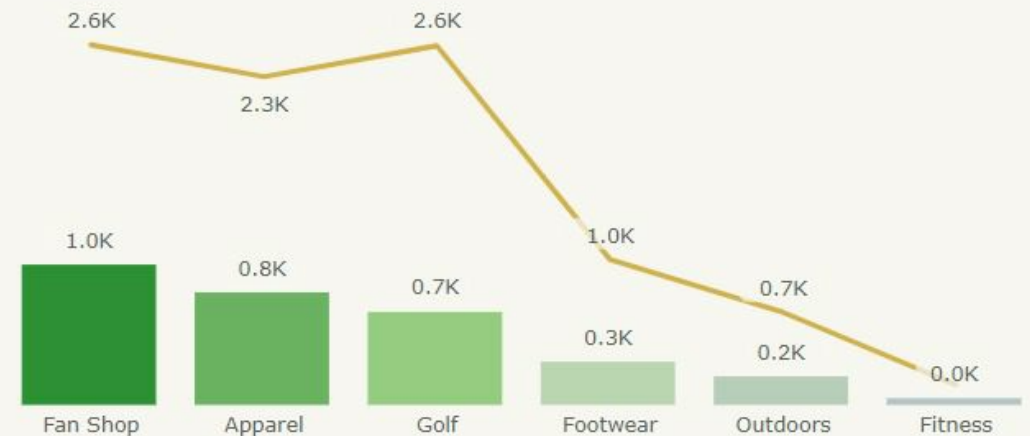 2.6K 2.6K
2.3K
1.0K 1.0K
0.8K
0.7K 0.7K
0.3K
0.2K
0.0K
Fan Shop Apparel Golf Footwear Outdoors Fitness